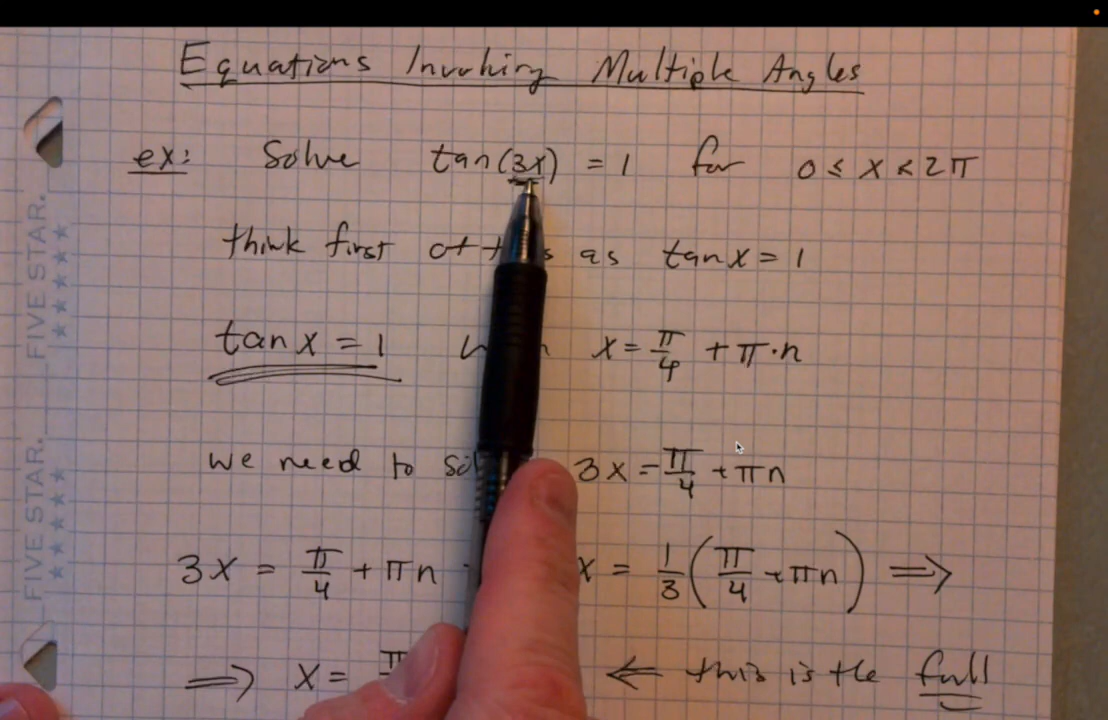 Equations Involving Multiple Angles
ex: Solve tan(3x) = 1 for 0 ≤ x < 2π
think first of as tanx = 1
tanx = 1 x = π/4 + π·n
we need to 3x = π/4 + πn
3x = π/4 + πn x = 1/3 (π/4 + πn) ⟹
⟹ x = π ← this is the full
FIVE STAR.
FIVE STAR.